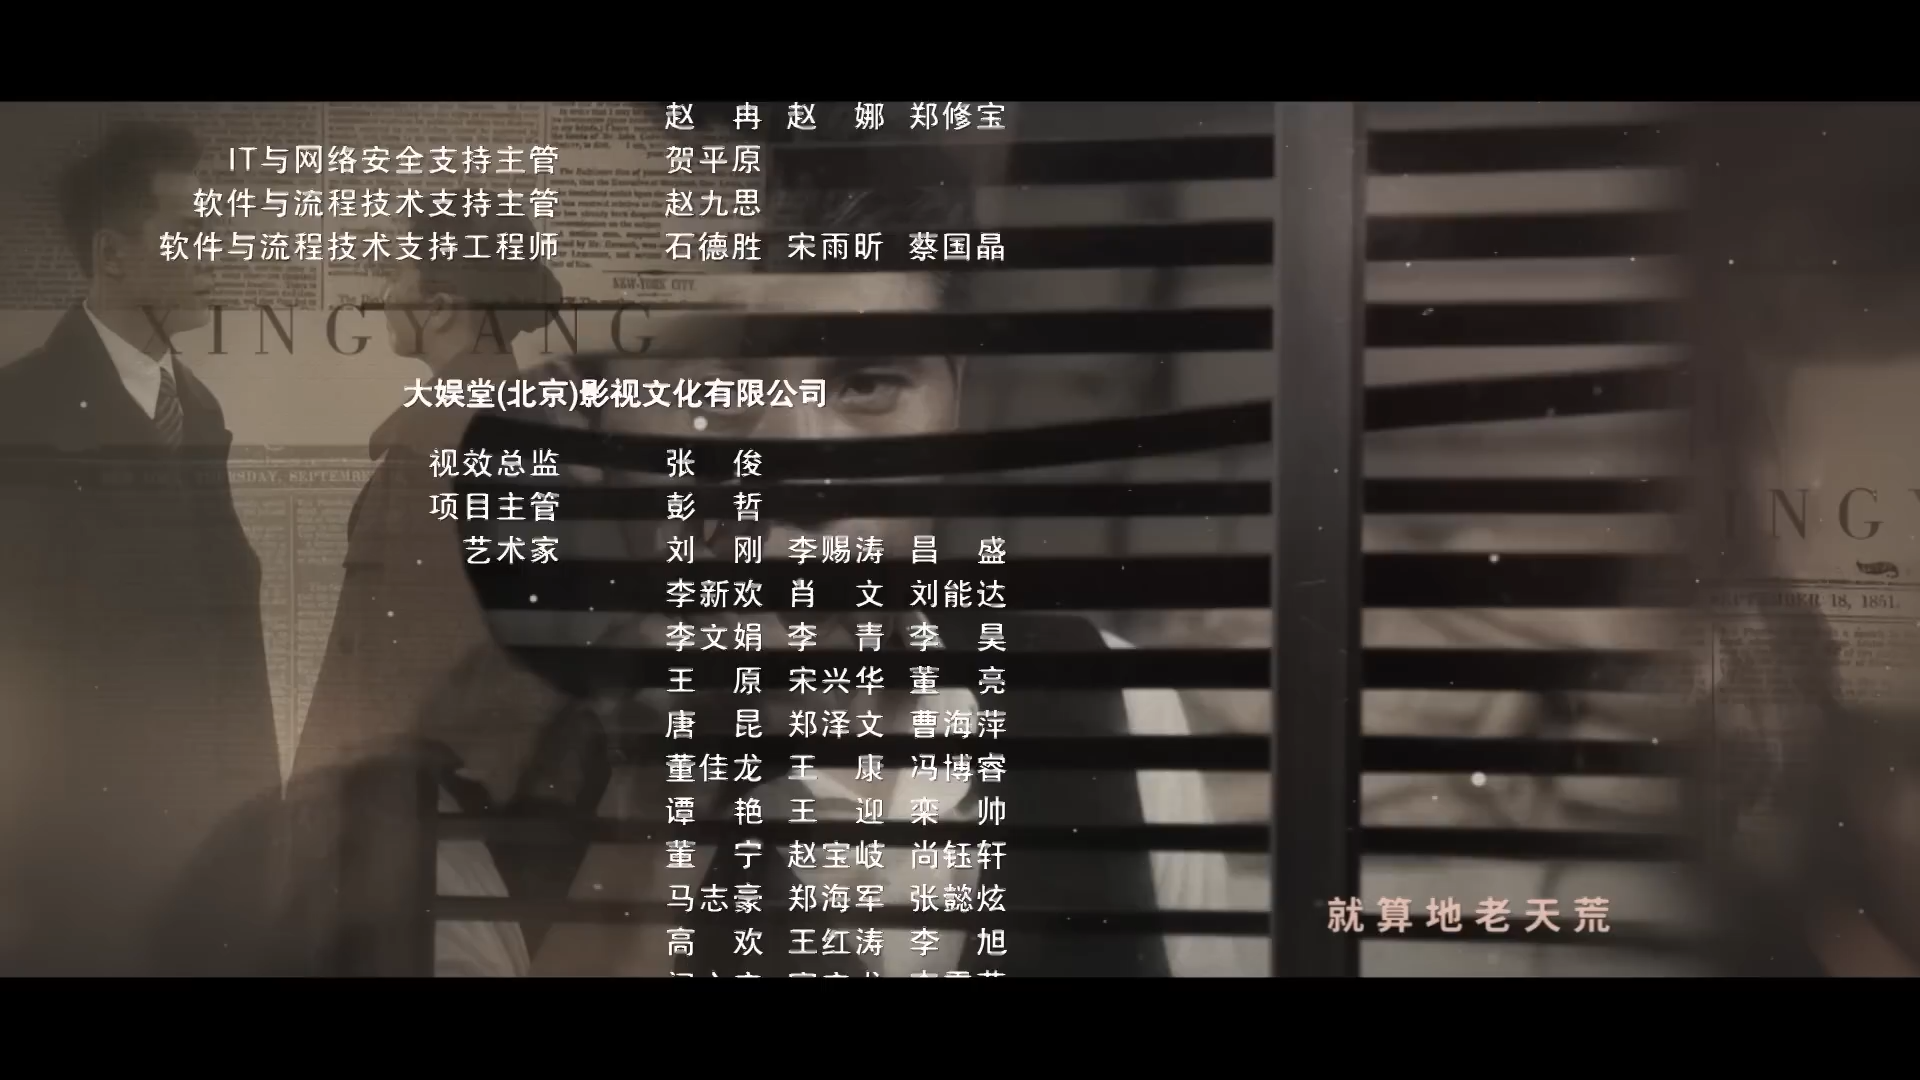 赵　冉 赵　娜 郑修宝
IT与网络安全支持主管 贺平原
软件与流程技术支持主管 赵九思
软件与流程技术支持工程师 石德胜 宋雨昕 蔡国晶
NEW-YORK CITY.
XINGYANG
大娱堂(北京)影视文化有限公司
视效总监 张　俊
项目主管 彭　哲
艺术家 刘　刚 李赐涛 昌　盛
李新欢 肖　文 刘能达
李文娟 李　青 李　昊
王　原 宋兴华 董　亮
唐　昆 郑泽文 曹海萍
董佳龙 王　康 冯博容
谭　艳 王　迎 栾　帅
董　宁 赵宝岐 尚钰轩
马志豪 郑海军 张懿炫
高　欢 王红涛 李　旭
就算地老天荒